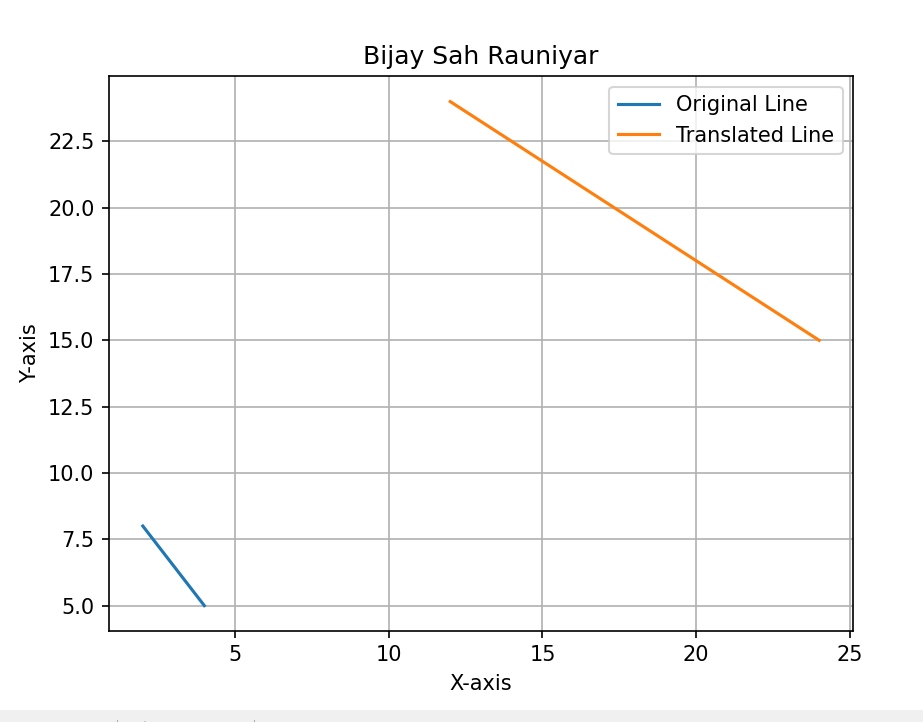 Bijay Sah Rauniyar
Original Line
Translated Line
22.5
20.0
17.5
15.0
12.5
10.0
7.5
5.0
Y-axis
5 10 15 20 25
X-axis